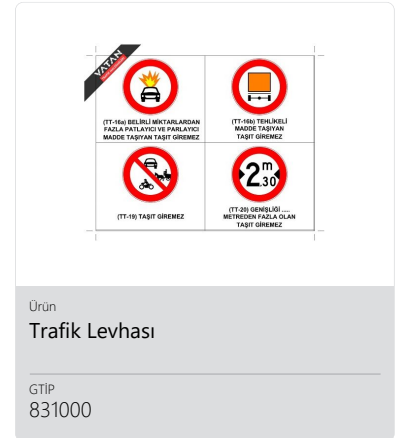 VATAN
(TT-16a) BELİRLİ MİKTARLARDAN
FAZLA PATLAYICI VE PARLAYICI
MADDE TAŞIYAN TAŞIT GİREMEZ
(TT-16b) TEHLİKELİ
MADDE TAŞIYAN
TAŞIT GİREMEZ
(TT-19) TAŞIT GİREMEZ
2 m
.30
(TT-20) GENİŞLİĞİ .....
METREDEN FAZLA OLAN
TAŞIT GİREMEZ
Ürün
Trafik Levhası
GTİP
831000